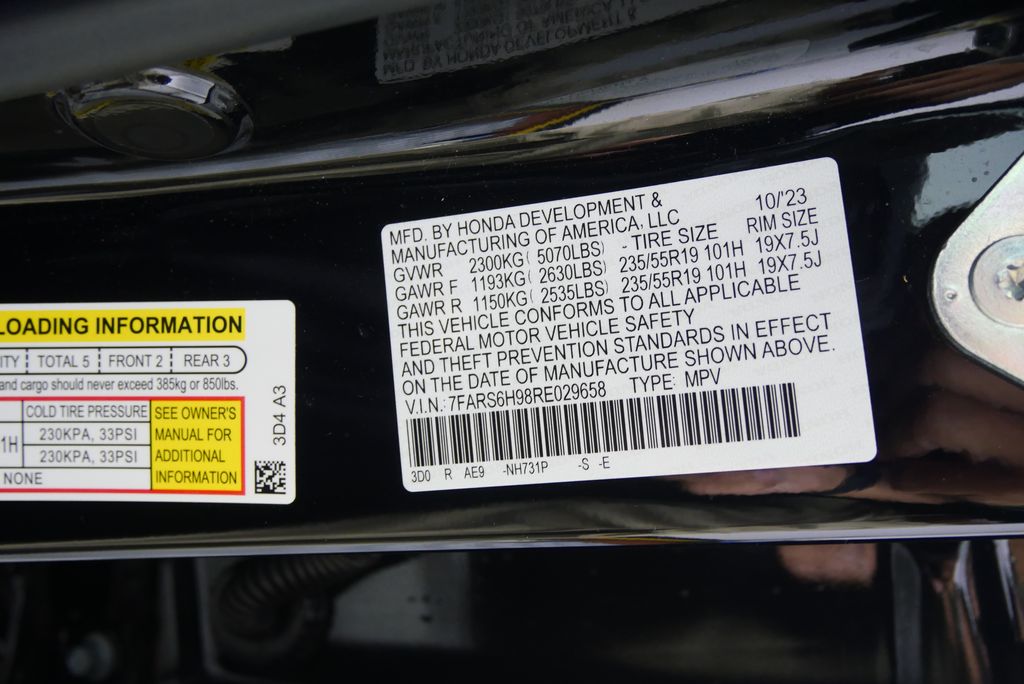 LOADING INFORMATION
ITY TOTAL 5 FRONT 2 REAR 3
and cargo should never exceed 385kg or 850lbs.
COLD TIRE PRESSURE
1H 230KPA, 33PSI
230KPA, 33PSI
NONE
SEE OWNER'S
MANUAL FOR
ADDITIONAL
INFORMATION
3D4 A3
MFD. BY HONDA DEVELOPMENT & 10/'23
MANUFACTURING OF AMERICA, LLC
GVWR 2300KG( 5070LBS) - TIRE SIZE RIM SIZE
GAWR F 1193KG( 2630LBS) 235/55R19 101H 19X7.5J
GAWR R 1150KG( 2535LBS) 235/55R19 101H 19X7.5J
THIS VEHICLE CONFORMS TO ALL APPLICABLE
FEDERAL MOTOR VEHICLE SAFETY
AND THEFT PREVENTION STANDARDS IN EFFECT
ON THE DATE OF MANUFACTURE SHOWN ABOVE.
V.I.N.: 7FARS6H98RE029658 TYPE: MPV
3D0 R AE9 -NH731P -S -E